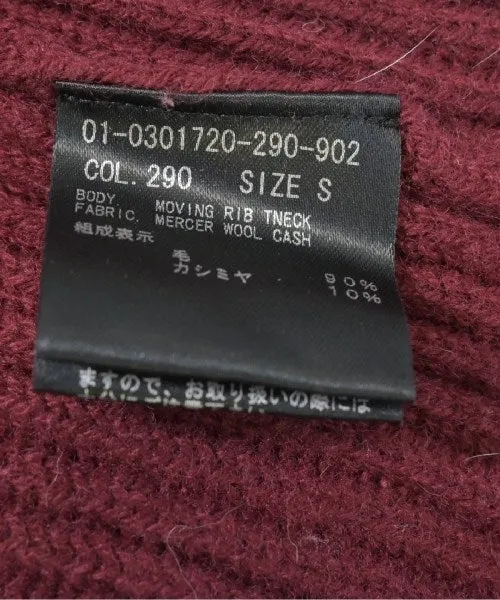 01-0301720-290-902
COL. 290 SIZE S
BODY. MOVING RIB TNECK
FABRIC. MERCER WOOL CASH
組成表示
毛 90%
カシミヤ 10%
ますので、お取り扱いの際には